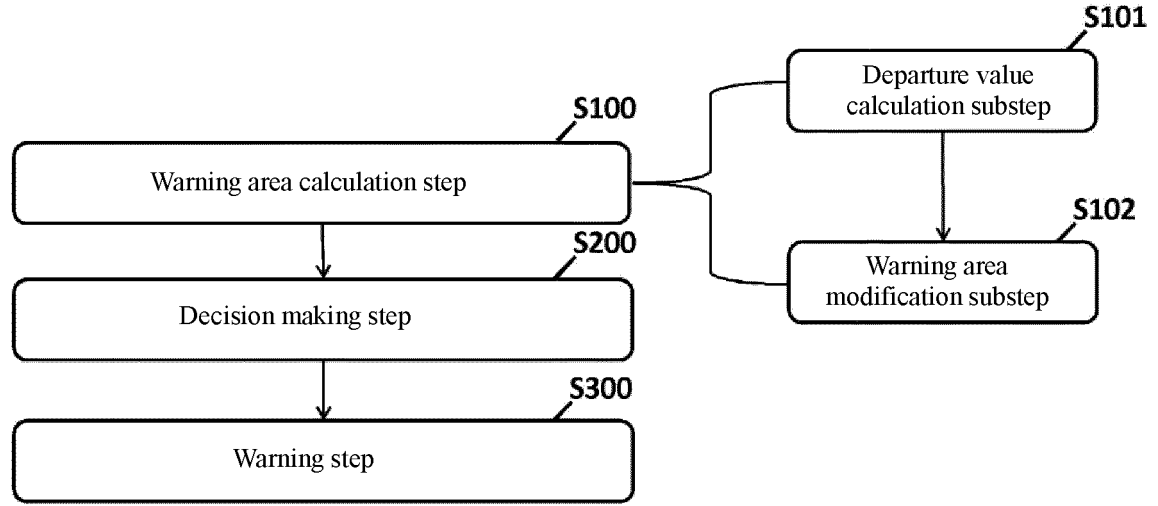 S100
Warning area calculation step
S200
Decision making step
S300
Warning step
S101
Departure value
calculation substep
S102
Warning area
modification substep